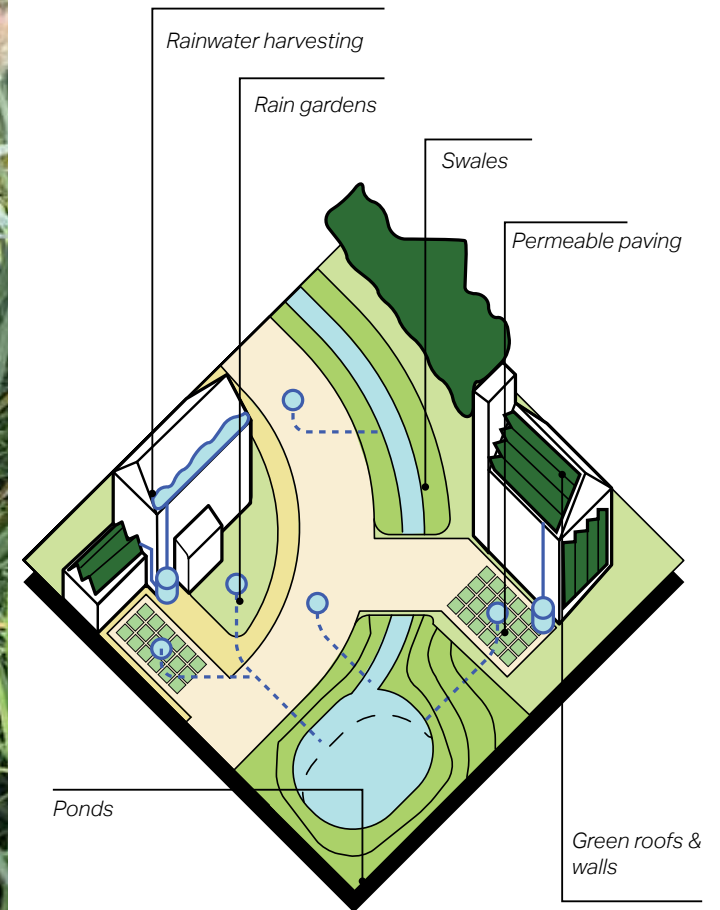 Rainwater harvesting
Rain gardens
Swales
Permeable paving
Ponds
Green roofs &
walls